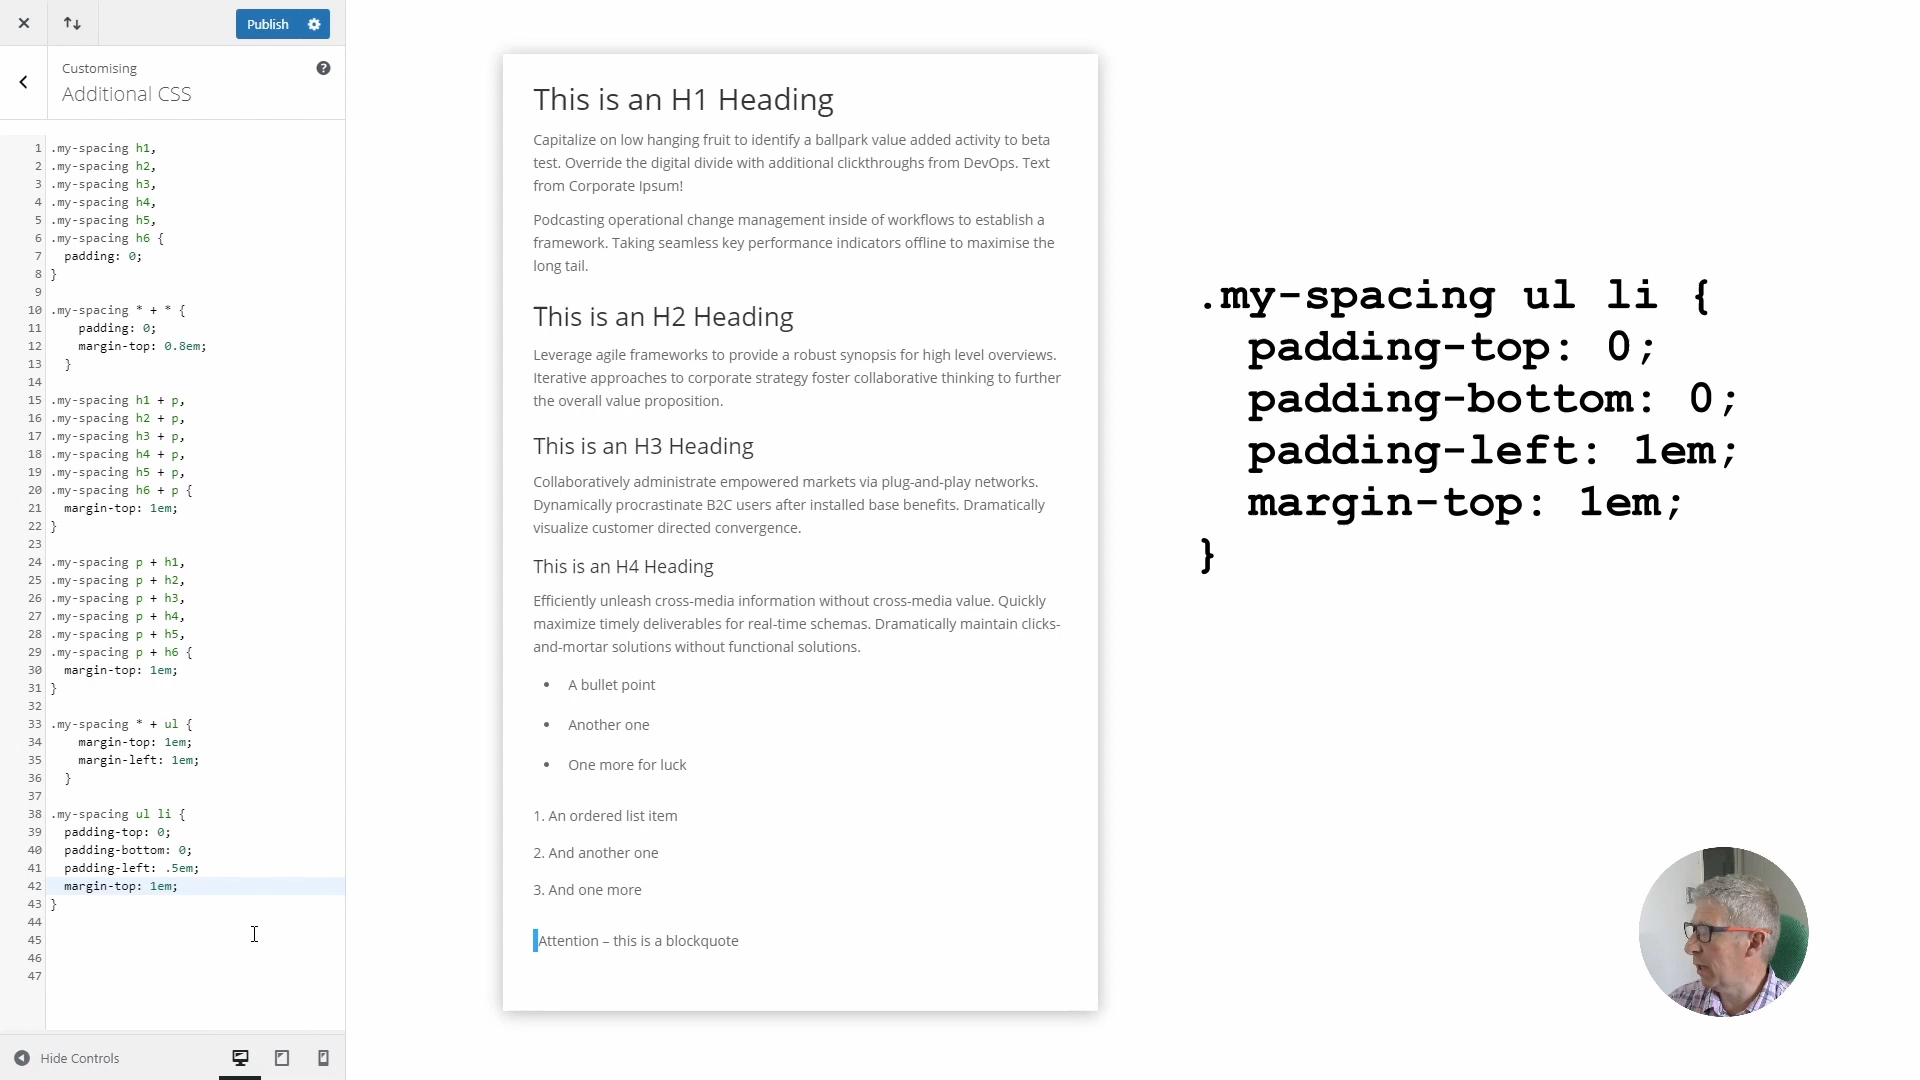 Publish
Customising
Additional CSS
1 .my-spacing h1,
2 .my-spacing h2,
3 .my-spacing h3,
4 .my-spacing h4,
5 .my-spacing h5,
6 .my-spacing h6 {
7 padding: 0;
8 }
9
10 .my-spacing * + * {
11 padding: 0;
12 margin-top: 0.8em;
13 }
14
15 .my-spacing h1 + p,
16 .my-spacing h2 + p,
17 .my-spacing h3 + p,
18 .my-spacing h4 + p,
19 .my-spacing h5 + p,
20 .my-spacing h6 + p {
21 margin-top: 1em;
22 }
23
24 .my-spacing p + h1,
25 .my-spacing p + h2,
26 .my-spacing p + h3,
27 .my-spacing p + h4,
28 .my-spacing p + h5,
29 .my-spacing p + h6 {
30 margin-top: 1em;
31 }
32
33 .my-spacing * + ul {
34 margin-top: 1em;
35 margin-left: 1em;
36 }
37
38 .my-spacing ul li {
39 padding-top: 0;
40 padding-bottom: 0;
41 padding-left: .5em;
42 margin-top: 1em;
43 }
44
45
46
47
Hide Controls
This is an H1 Heading
Capitalize on low hanging fruit to identify a ballpark value added activity to beta
test. Override the digital divide with additional clickthroughs from DevOps. Text
from Corporate Ipsum!
Podcasting operational change management inside of workflows to establish a
framework. Taking seamless key performance indicators offline to maximise the
long tail.
This is an H2 Heading
Leverage agile frameworks to provide a robust synopsis for high level overviews.
Iterative approaches to corporate strategy foster collaborative thinking to further
the overall value proposition.
This is an H3 Heading
Collaboratively administrate empowered markets via plug-and-play networks.
Dynamically procrastinate B2C users after installed base benefits. Dramatically
visualize customer directed convergence.
This is an H4 Heading
Efficiently unleash cross-media information without cross-media value. Quickly
maximize timely deliverables for real-time schemas. Dramatically maintain clicks-
and-mortar solutions without functional solutions.
• A bullet point
• Another one
• One more for luck
1. An ordered list item
2. And another one
3. And one more
Attention – this is a blockquote
.my-spacing ul li {
padding-top: 0;
padding-bottom: 0;
padding-left: 1em;
margin-top: 1em;
}